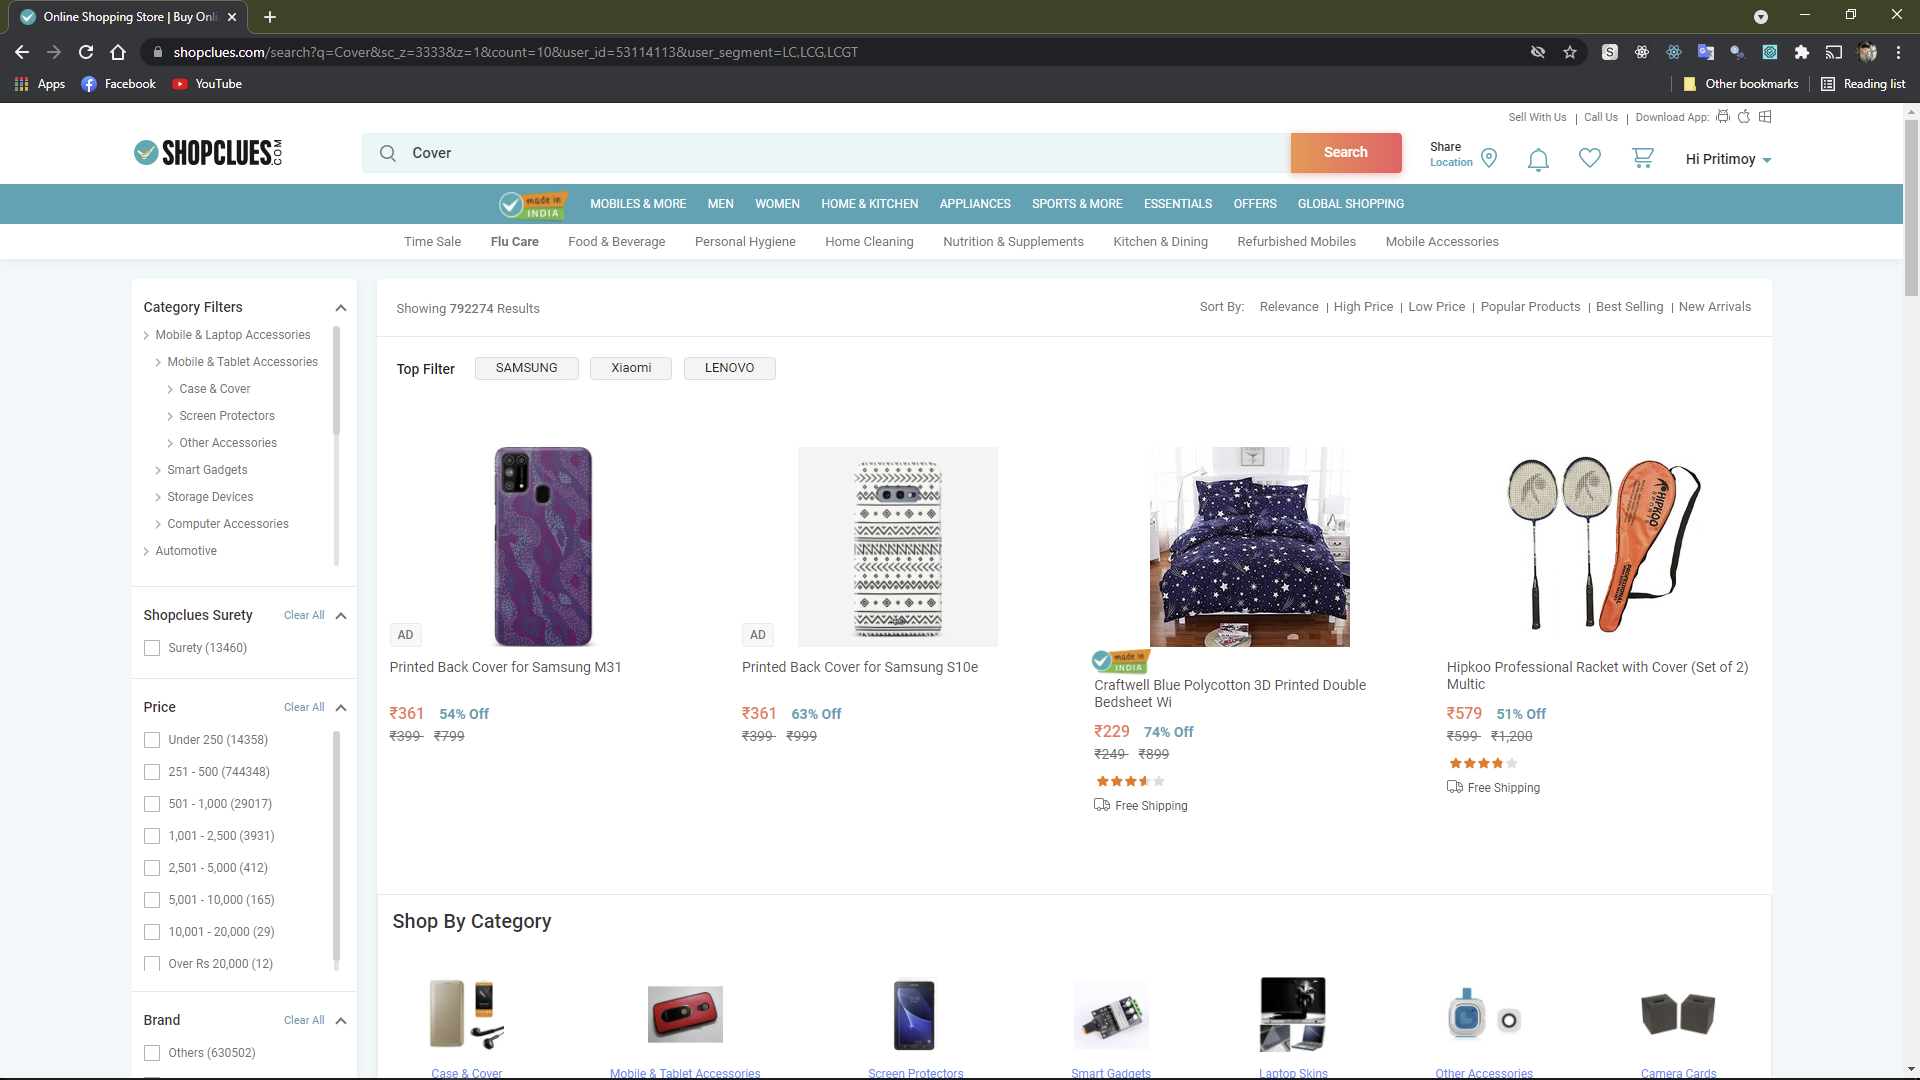 Online Shopping Store | Buy Onli
shopclues.com/search?q=Cover&sc_z=3333&z=1&count=10&user_id=53114113&user_segment=LC,LCG,LCGT
Apps
Facebook
YouTube
Other bookmarks
Reading list
Sell With Us | Call Us | Download App:
SHOPCLUES.COM
Cover
Search
Share
Location
Hi Pritimoy
made in
INDIA
MOBILES & MORE
MEN
WOMEN
HOME & KITCHEN
APPLIANCES
SPORTS & MORE
ESSENTIALS
OFFERS
GLOBAL SHOPPING
Time Sale
Flu Care
Food & Beverage
Personal Hygiene
Home Cleaning
Nutrition & Supplements
Kitchen & Dining
Refurbished Mobiles
Mobile Accessories
Category Filters
Mobile & Laptop Accessories
Mobile & Tablet Accessories
Case & Cover
Screen Protectors
Other Accessories
Smart Gadgets
Storage Devices
Computer Accessories
Automotive
Shopclues Surety
Clear All
Surety (13460)
Price
Clear All
Under 250 (14358)
251 - 500 (744348)
501 - 1,000 (29017)
1,001 - 2,500 (3931)
2,501 - 5,000 (412)
5,001 - 10,000 (165)
10,001 - 20,000 (29)
Over Rs 20,000 (12)
Brand
Clear All
Others (630502)
Showing 792274 Results
Sort By: Relevance | High Price | Low Price | Popular Products | Best Selling | New Arrivals
Top Filter
SAMSUNG
Xiaomi
LENOVO
AD
Printed Back Cover for Samsung M31
₹361 54% Off
₹399 ₹799
AD
Printed Back Cover for Samsung S10e
₹361 63% Off
₹399 ₹999
made in
INDIA
Craftwell Blue Polycotton 3D Printed Double
Bedsheet Wi
₹229 74% Off
₹249 ₹899
Free Shipping
HIPKOO
PROFESSIONAL
Hipkoo Professional Racket with Cover (Set of 2)
Multic
₹579 51% Off
₹599 ₹1,200
Free Shipping
Shop By Category
Case & Cover
Mobile & Tablet Accessories
Screen Protectors
Smart Gadgets
Laptop Skins
Other Accessories
Camera Cards